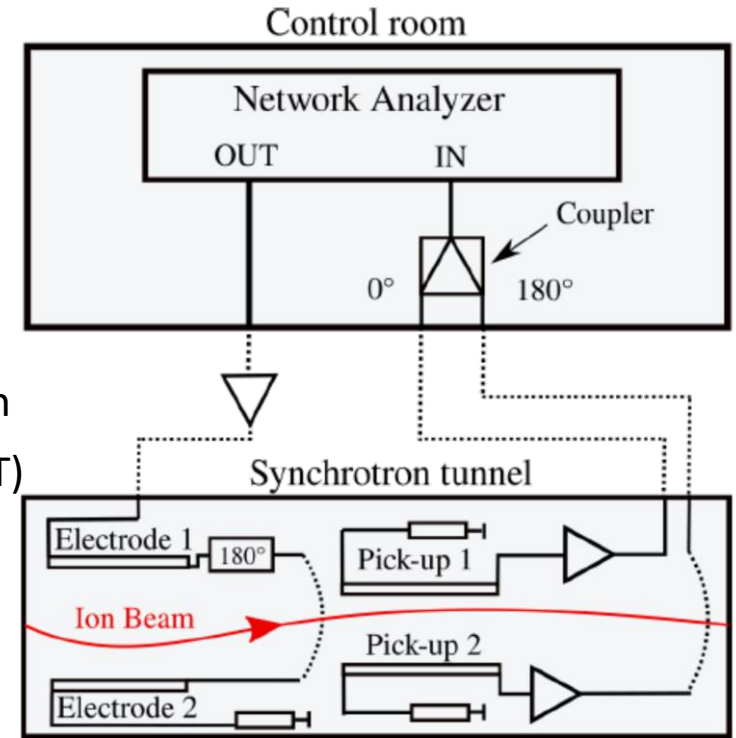 Control room
Network Analyzer
OUT IN
Coupler
0° 180°
n
T)
Synchrotron tunnel
Electrode 1
180°
Pick-up 1
Ion Beam
Pick-up 2
Electrode 2